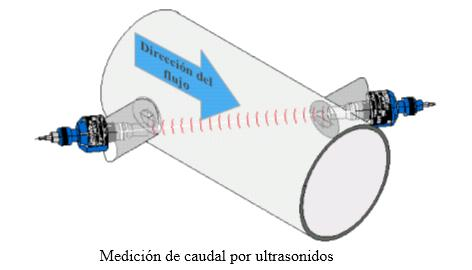 Dirección del
flujo
Medición de caudal por ultrasonidos